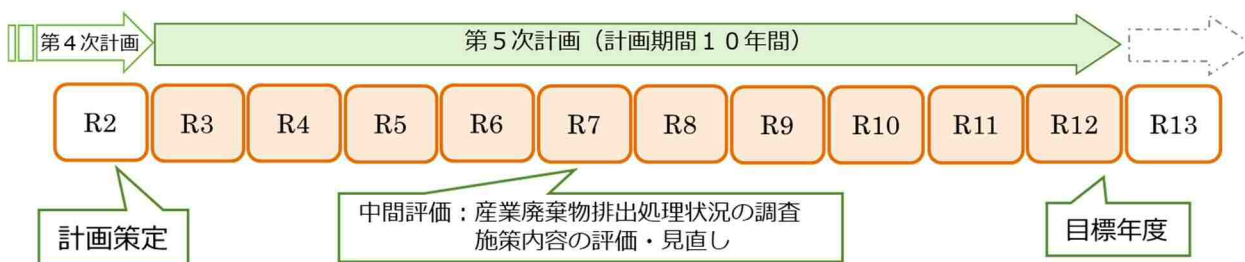 第４次計画
第５次計画（計画期間１０年間）
R2 R3 R4 R5 R6 R7 R8 R9 R10 R11 R12 R13
計画策定
中間評価：産業廃棄物排出処理状況の調査
施策内容の評価・見直し
目標年度